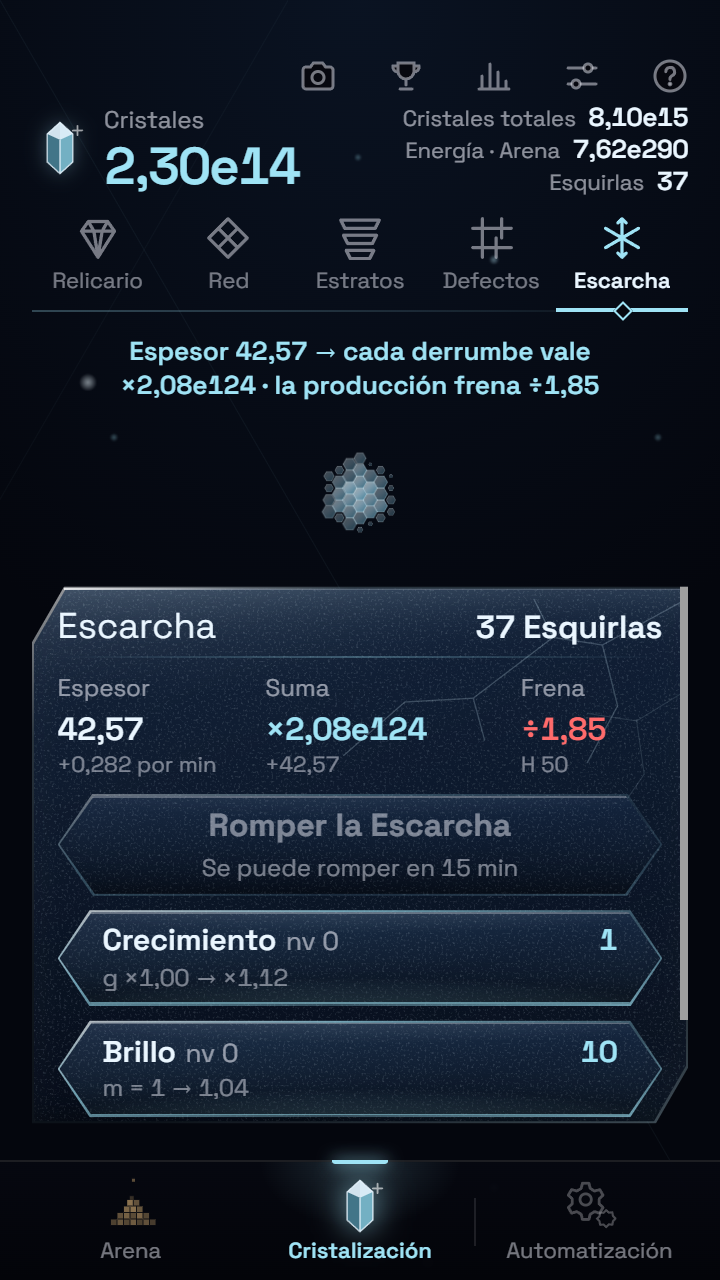 Cristales
2,30e14
Cristales totales 8,10e15
Energía · Arena 7,62e290
Esquirlas 37
Relicario
Red
Estratos
Defectos
Escarcha
Espesor 42,57 → cada derrumbe vale
×2,08e124 · la producción frena ÷1,85
Escarcha
37 Esquirlas
Espesor
Suma
Frena
42,57
×2,08e124
÷1,85
+0,282 por min
+42,57
H 50
Romper la Escarcha
Se puede romper en 15 min
Crecimiento nv 0
1
g ×1,00 → ×1,12
Brillo nv 0
10
m = 1 → 1,04
Arena
Cristalización
Automatización